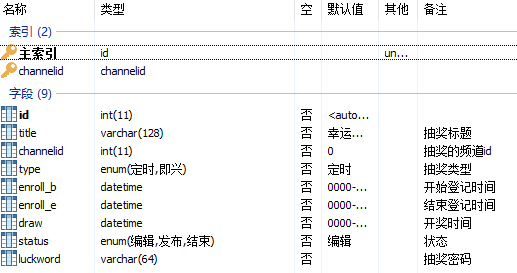 名称 类型 空 默认值 其他 备注
索引 (2)
主索引 id un...
channelid channelid
字段 (9)
id int(11) 否 <auto...
title varchar(128) 否 幸运... 抽奖标题
channelid int(11) 否 0 抽奖的频道id
type enum(定时,即兴) 否 定时 抽奖类型
enroll_b datetime 否 0000-... 开始登记时间
enroll_e datetime 否 0000-... 结束登记时间
draw datetime 否 0000-... 开奖时间
status enum(编辑,发布,结束) 否 编辑 状态
luckword varchar(64) 否 抽奖密码